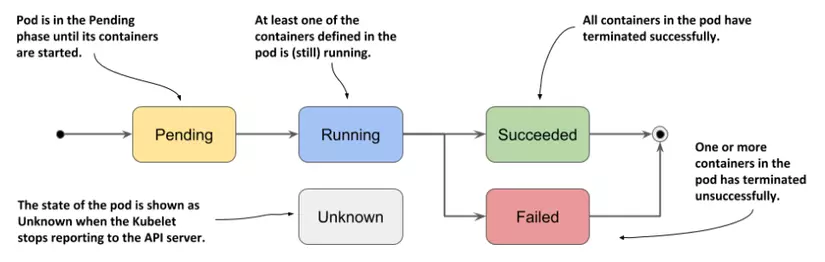 Pod is in the Pending
phase until its containers
are started.
At least one of the
containers defined in the
pod is (still) running.
All containers in the pod have
terminated successfully.
Pending
Running
Succeeded
One or more
containers in the
pod has terminated
unsuccessfully.
The state of the pod is shown as
Unknown when the Kubelet
stops reporting to the API server.
Unknown
Failed